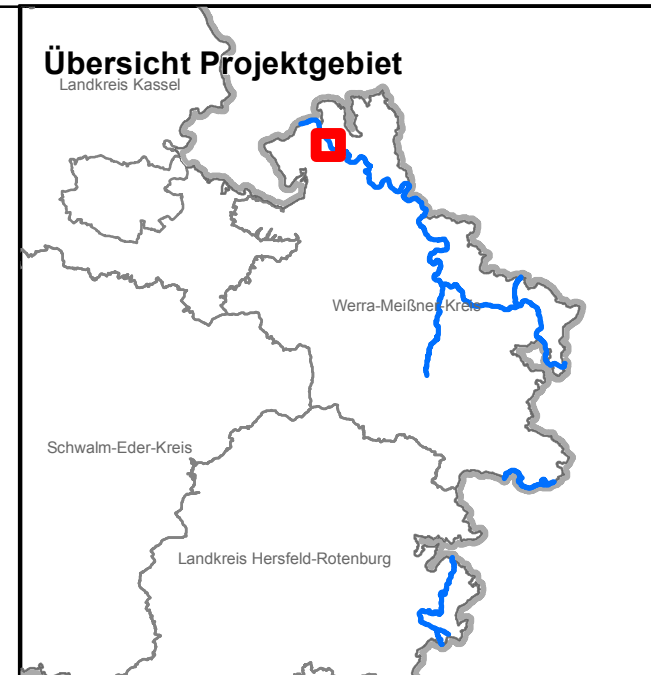 Übersicht Projektgebiet
Landkreis Kassel
Werra-Meißner-Kreis
Schwalm-Eder-Kreis
Landkreis Hersfeld-Rotenburg